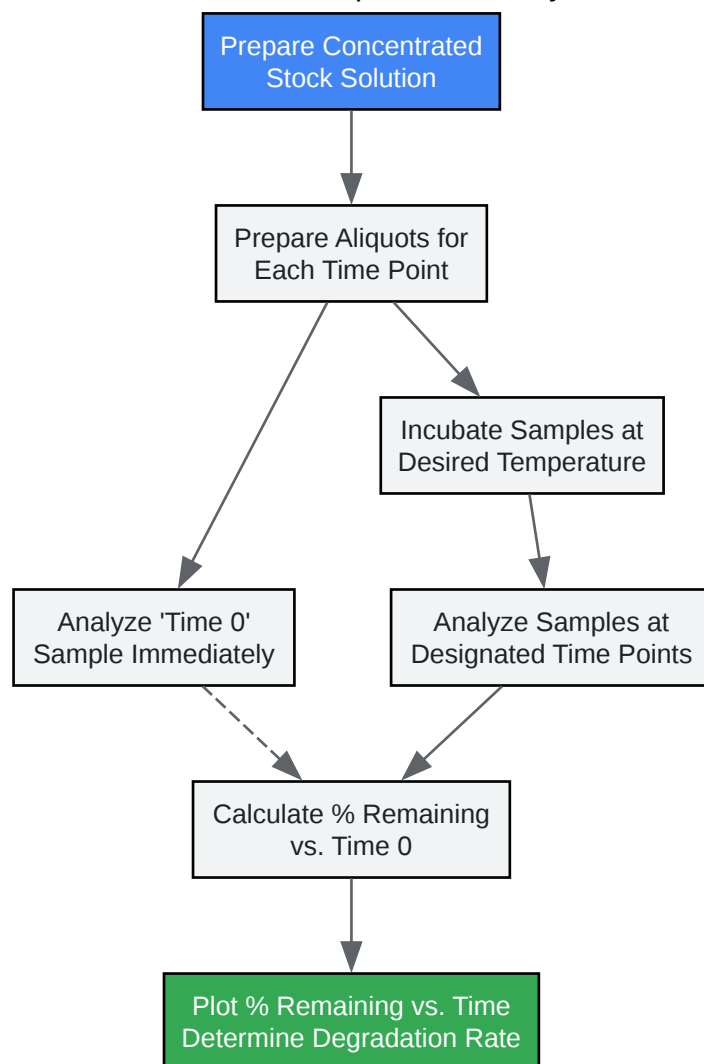 Prepare Concentrated
Stock Solution
Prepare Aliquots for
Each Time Point
Incubate Samples at
Desired Temperature
Analyze 'Time 0'
Sample Immediately
Analyze Samples at
Designated Time Points
Calculate % Remaining
vs. Time 0
Plot % Remaining vs. Time
Determine Degradation Rate